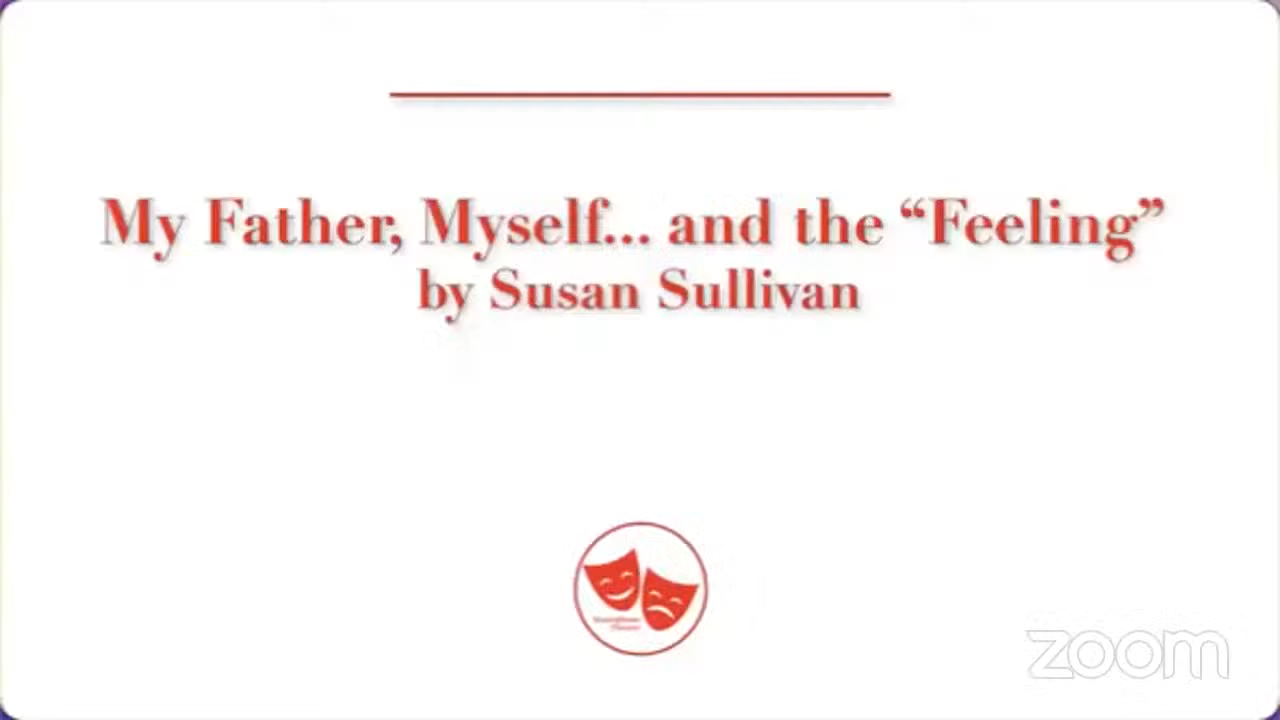 My Father, Myself... and the “Feeling”
by Susan Sullivan
zoom